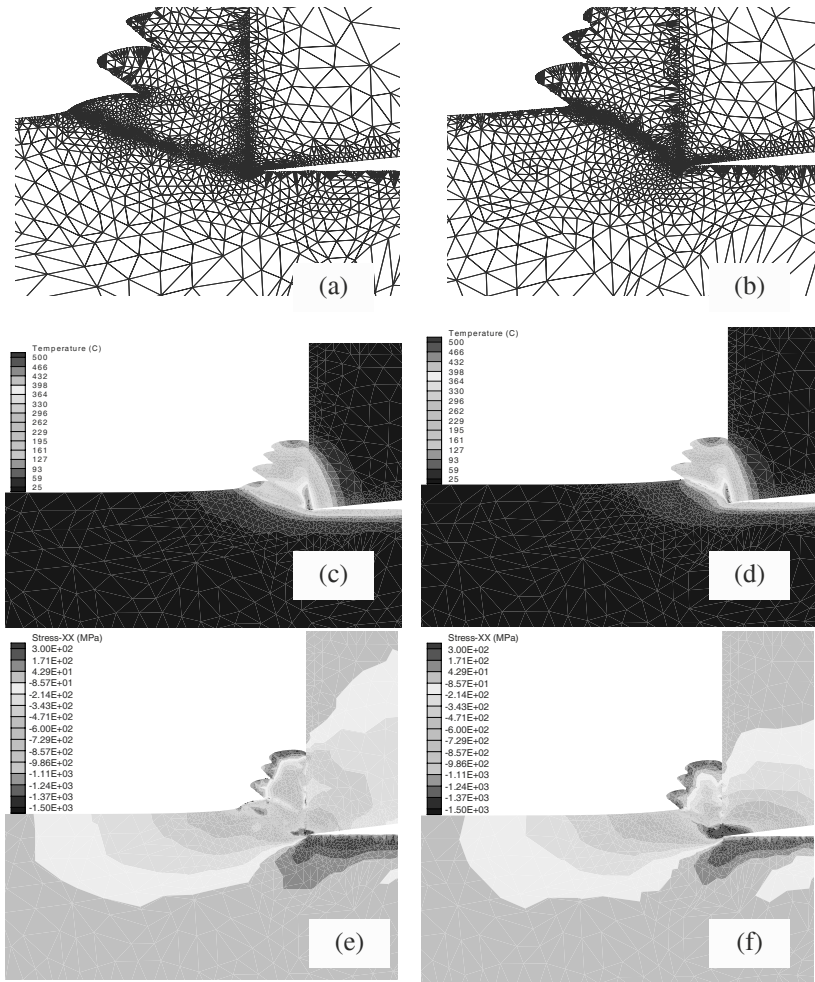 (a)
(b)
Temperature (C)
500
466
432
398
364
330
296
262
229
195
161
127
93
59
25
(c)
Temperature (C)
500
466
432
398
364
330
296
262
229
195
161
127
93
59
25
(d)
Stress-XX (MPa)
3.00E+02
1.71E+02
4.29E+01
-8.57E+01
-2.14E+02
-3.43E+02
-4.71E+02
-6.00E+02
-7.29E+02
-8.57E+02
-9.86E+02
-1.11E+03
-1.24E+03
-1.37E+03
-1.50E+03
(e)
Stress-XX (MPa)
3.00E+02
1.71E+02
4.29E+01
-8.57E+01
-2.14E+02
-3.43E+02
-4.71E+02
-6.00E+02
-7.29E+02
-8.57E+02
-9.86E+02
-1.11E+03
-1.24E+03
-1.37E+03
-1.50E+03
(f)